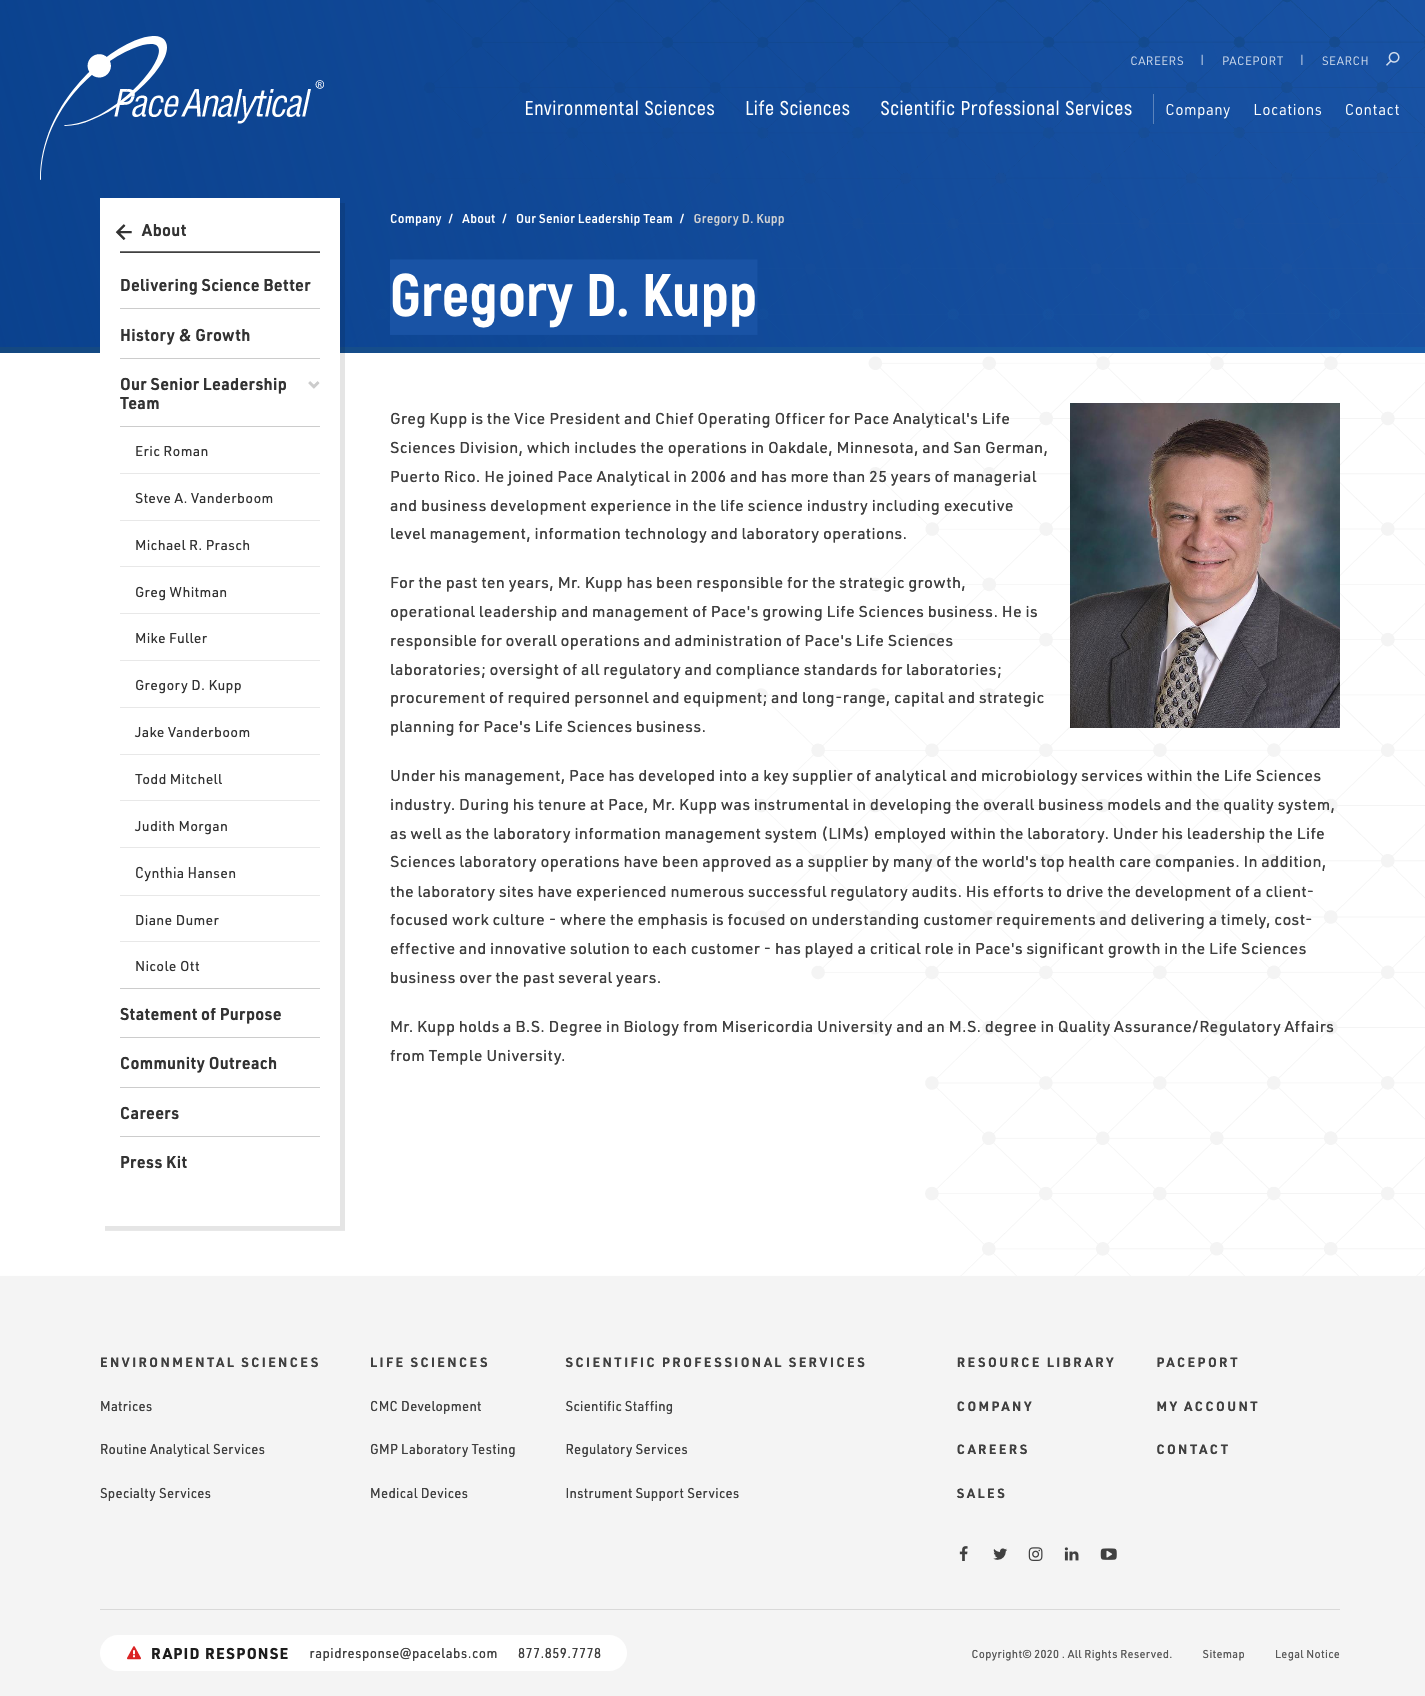 Pace Analytical®
CAREERS | PACEPORT | SEARCH
Environmental Sciences Life Sciences Scientific Professional Services | Company Locations Contact
Company / About / Our Senior Leadership Team / Gregory D. Kupp
Gregory D. Kupp
About
Delivering Science Better
History & Growth
Our Senior Leadership
Team
Eric Roman
Steve A. Vanderboom
Michael R. Prasch
Greg Whitman
Mike Fuller
Gregory D. Kupp
Jake Vanderboom
Todd Mitchell
Judith Morgan
Cynthia Hansen
Diane Dumer
Nicole Ott
Statement of Purpose
Community Outreach
Careers
Press Kit
Greg Kupp is the Vice President and Chief Operating Officer for Pace Analytical's Life
Sciences Division, which includes the operations in Oakdale, Minnesota, and San German,
Puerto Rico. He joined Pace Analytical in 2006 and has more than 25 years of managerial
and business development experience in the life science industry including executive
level management, information technology and laboratory operations.
For the past ten years, Mr. Kupp has been responsible for the strategic growth,
operational leadership and management of Pace's growing Life Sciences business. He is
responsible for overall operations and administration of Pace's Life Sciences
laboratories; oversight of all regulatory and compliance standards for laboratories;
procurement of required personnel and equipment; and long-range, capital and strategic
planning for Pace's Life Sciences business.
Under his management, Pace has developed into a key supplier of analytical and microbiology services within the Life Sciences
industry. During his tenure at Pace, Mr. Kupp was instrumental in developing the overall business models and the quality system,
as well as the laboratory information management system (LIMs) employed within the laboratory. Under his leadership the Life
Sciences laboratory operations have been approved as a supplier by many of the world's top health care companies. In addition,
the laboratory sites have experienced numerous successful regulatory audits. His efforts to drive the development of a client-
focused work culture - where the emphasis is focused on understanding customer requirements and delivering a timely, cost-
effective and innovative solution to each customer - has played a critical role in Pace's significant growth in the Life Sciences
business over the past several years.
Mr. Kupp holds a B.S. Degree in Biology from Misericordia University and an M.S. degree in Quality Assurance/Regulatory Affairs
from Temple University.
ENVIRONMENTAL SCIENCES
Matrices
Routine Analytical Services
Specialty Services
LIFE SCIENCES
CMC Development
GMP Laboratory Testing
Medical Devices
SCIENTIFIC PROFESSIONAL SERVICES
Scientific Staffing
Regulatory Services
Instrument Support Services
RESOURCE LIBRARY
COMPANY
CAREERS
SALES
PACEPORT
MY ACCOUNT
CONTACT
RAPID RESPONSE rapidresponse@pacelabs.com 877.859.7778
Copyright© 2020 . All Rights Reserved. Sitemap Legal Notice